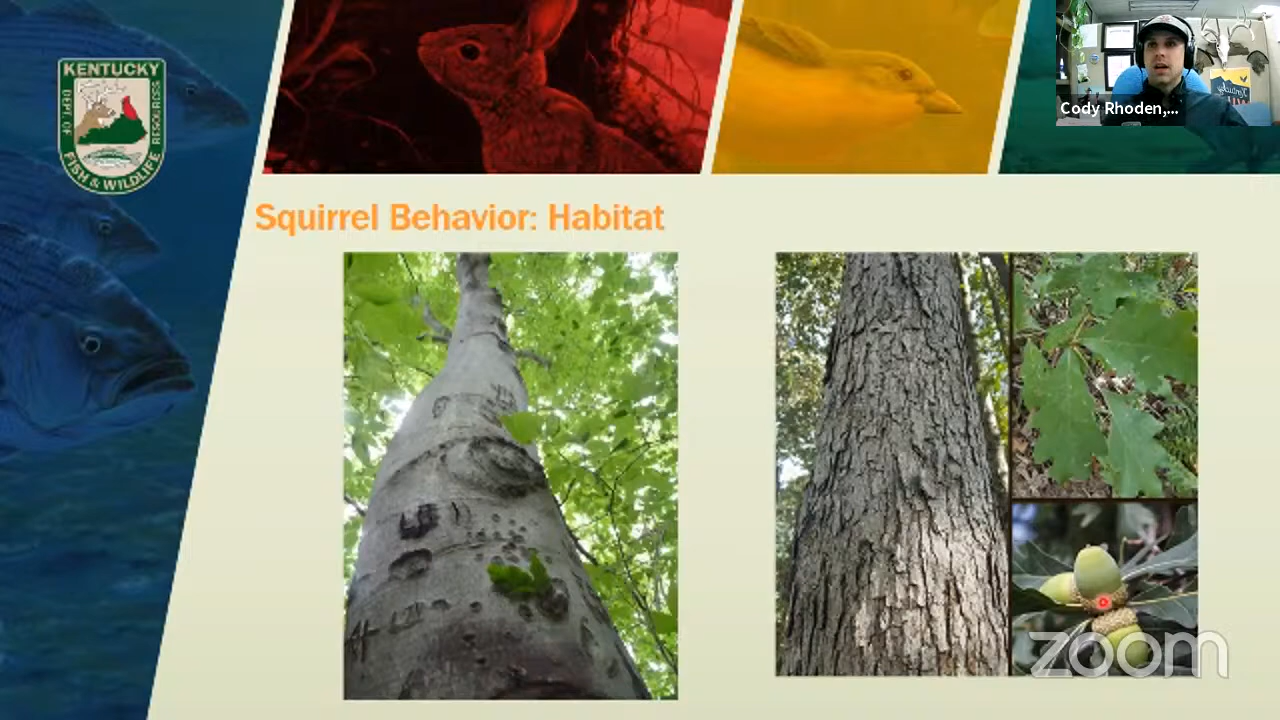 KENTUCKY
DEPT. OF
RESOURCES
FISH & WILDLIFE
Cody Rhoden,...
Squirrel Behavior: Habitat
zoom